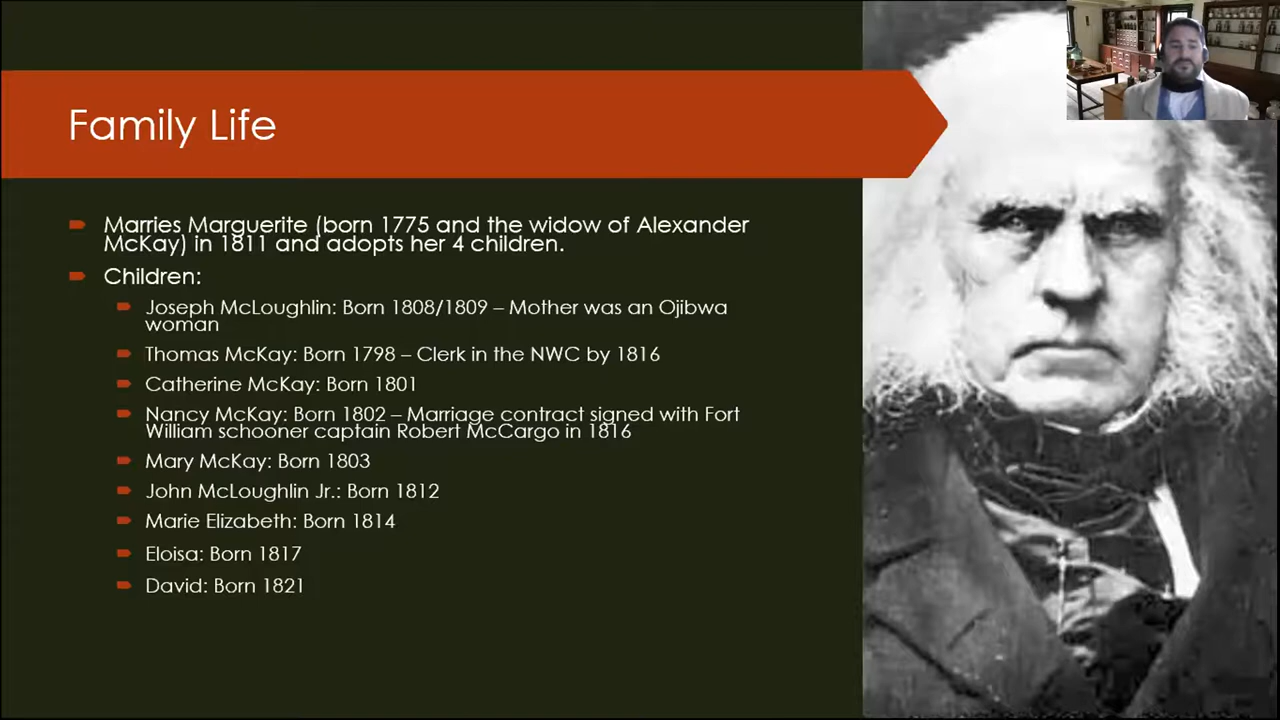 Family Life
Marries Marguerite (born 1775 and the widow of Alexander
McKay) in 1811 and adopts her 4 children.
Children:
Joseph McLoughlin: Born 1808/1809 – Mother was an Ojibwa
woman
Thomas McKay: Born 1798 – Clerk in the NWC by 1816
Catherine McKay: Born 1801
Nancy McKay: Born 1802 – Marriage contract signed with Fort
William schooner captain Robert McCargo in 1816
Mary McKay: Born 1803
John McLoughlin Jr.: Born 1812
Marie Elizabeth: Born 1814
Eloisa: Born 1817
David: Born 1821